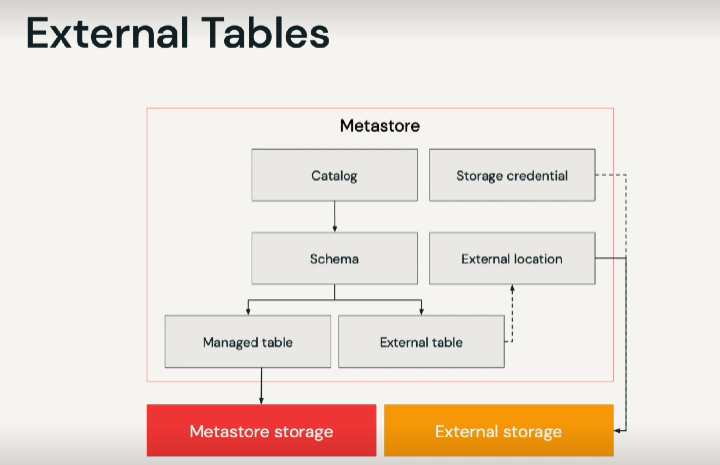 External Tables
Metastore
Catalog
Storage credential
Schema
External location
Managed table
External table
Metastore storage
External storage